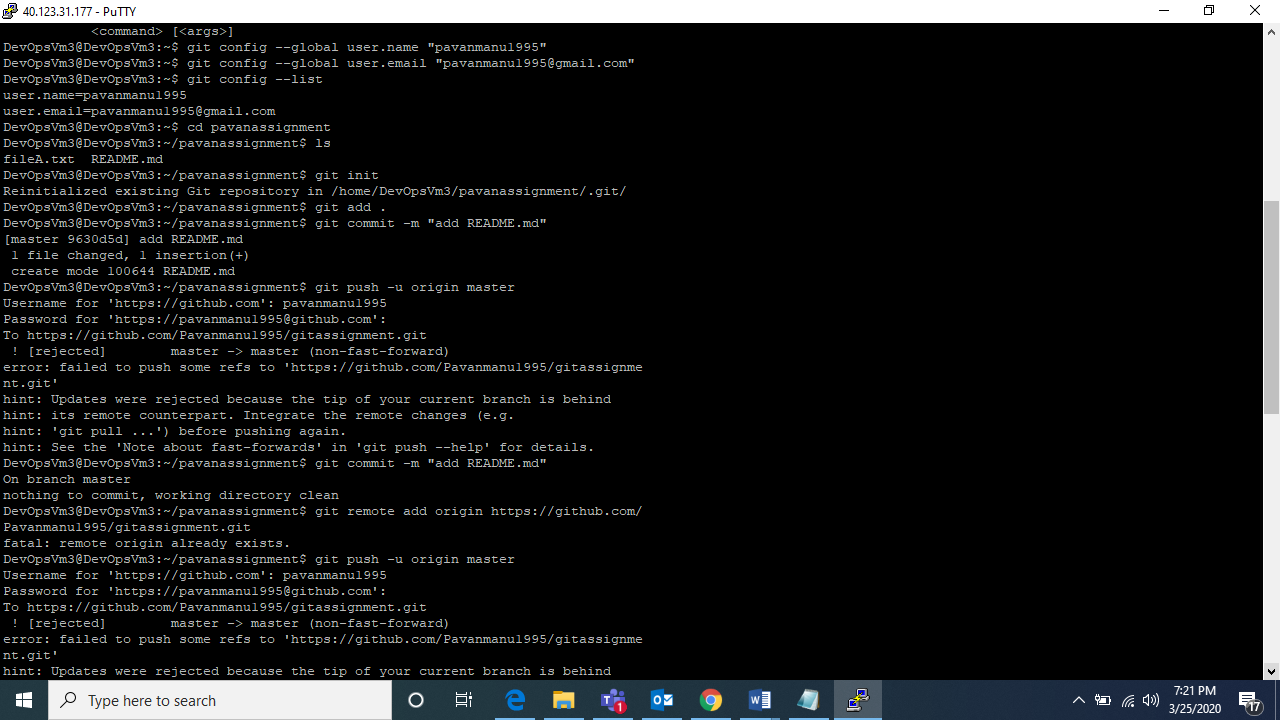 40.123.31.177 - PuTTY
<command> [<args>]
DevOpsVm3@DevOpsVm3:~$ git config --global user.name "pavanmanu1995"
DevOpsVm3@DevOpsVm3:~$ git config --global user.email "pavanmanu1995@gmail.com"
DevOpsVm3@DevOpsVm3:~$ git config --list
user.name=pavanmanu1995
user.email=pavanmanu1995@gmail.com
DevOpsVm3@DevOpsVm3:~$ cd pavanassignment
DevOpsVm3@DevOpsVm3:~/pavanassignment$ ls
fileA.txt  README.md
DevOpsVm3@DevOpsVm3:~/pavanassignment$ git init
Reinitialized existing Git repository in /home/DevOpsVm3/pavanassignment/.git/
DevOpsVm3@DevOpsVm3:~/pavanassignment$ git add .
DevOpsVm3@DevOpsVm3:~/pavanassignment$ git commit -m "add README.md"
[master 9630d5d] add README.md
 1 file changed, 1 insertion(+)
 create mode 100644 README.md
DevOpsVm3@DevOpsVm3:~/pavanassignment$ git push -u origin master
Username for 'https://github.com': pavanmanu1995
Password for 'https://pavanmanu1995@github.com':
To https://github.com/Pavanmanu1995/gitassignment.git
 ! [rejected]        master -> master (non-fast-forward)
error: failed to push some refs to 'https://github.com/Pavanmanu1995/gitassignme
nt.git'
hint: Updates were rejected because the tip of your current branch is behind
hint: its remote counterpart. Integrate the remote changes (e.g.
hint: 'git pull ...') before pushing again.
hint: See the 'Note about fast-forwards' in 'git push --help' for details.
DevOpsVm3@DevOpsVm3:~/pavanassignment$ git commit -m "add README.md"
On branch master
nothing to commit, working directory clean
DevOpsVm3@DevOpsVm3:~/pavanassignment$ git remote add origin https://github.com/
Pavanmanu1995/gitassignment.git
fatal: remote origin already exists.
DevOpsVm3@DevOpsVm3:~/pavanassignment$ git push -u origin master
Username for 'https://github.com': pavanmanu1995
Password for 'https://pavanmanu1995@github.com':
To https://github.com/Pavanmanu1995/gitassignment.git
 ! [rejected]        master -> master (non-fast-forward)
error: failed to push some refs to 'https://github.com/Pavanmanu1995/gitassignme
nt.git'
hint: Updates were rejected because the tip of your current branch is behind
Type here to search
1
7:21 PM
3/25/2020
17